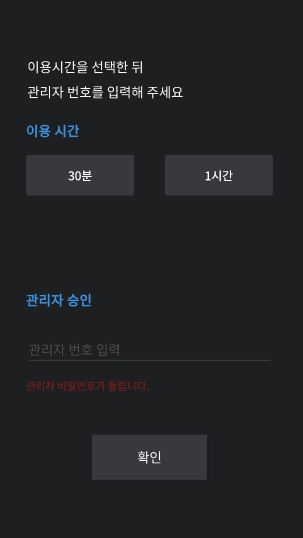 이용시간을 선택한 뒤
관리자 번호를 입력해 주세요
이용 시간
30분 1시간
관리자 승인
관리자 번호 입력
관리자 비밀번호가 틀립니다.
확인